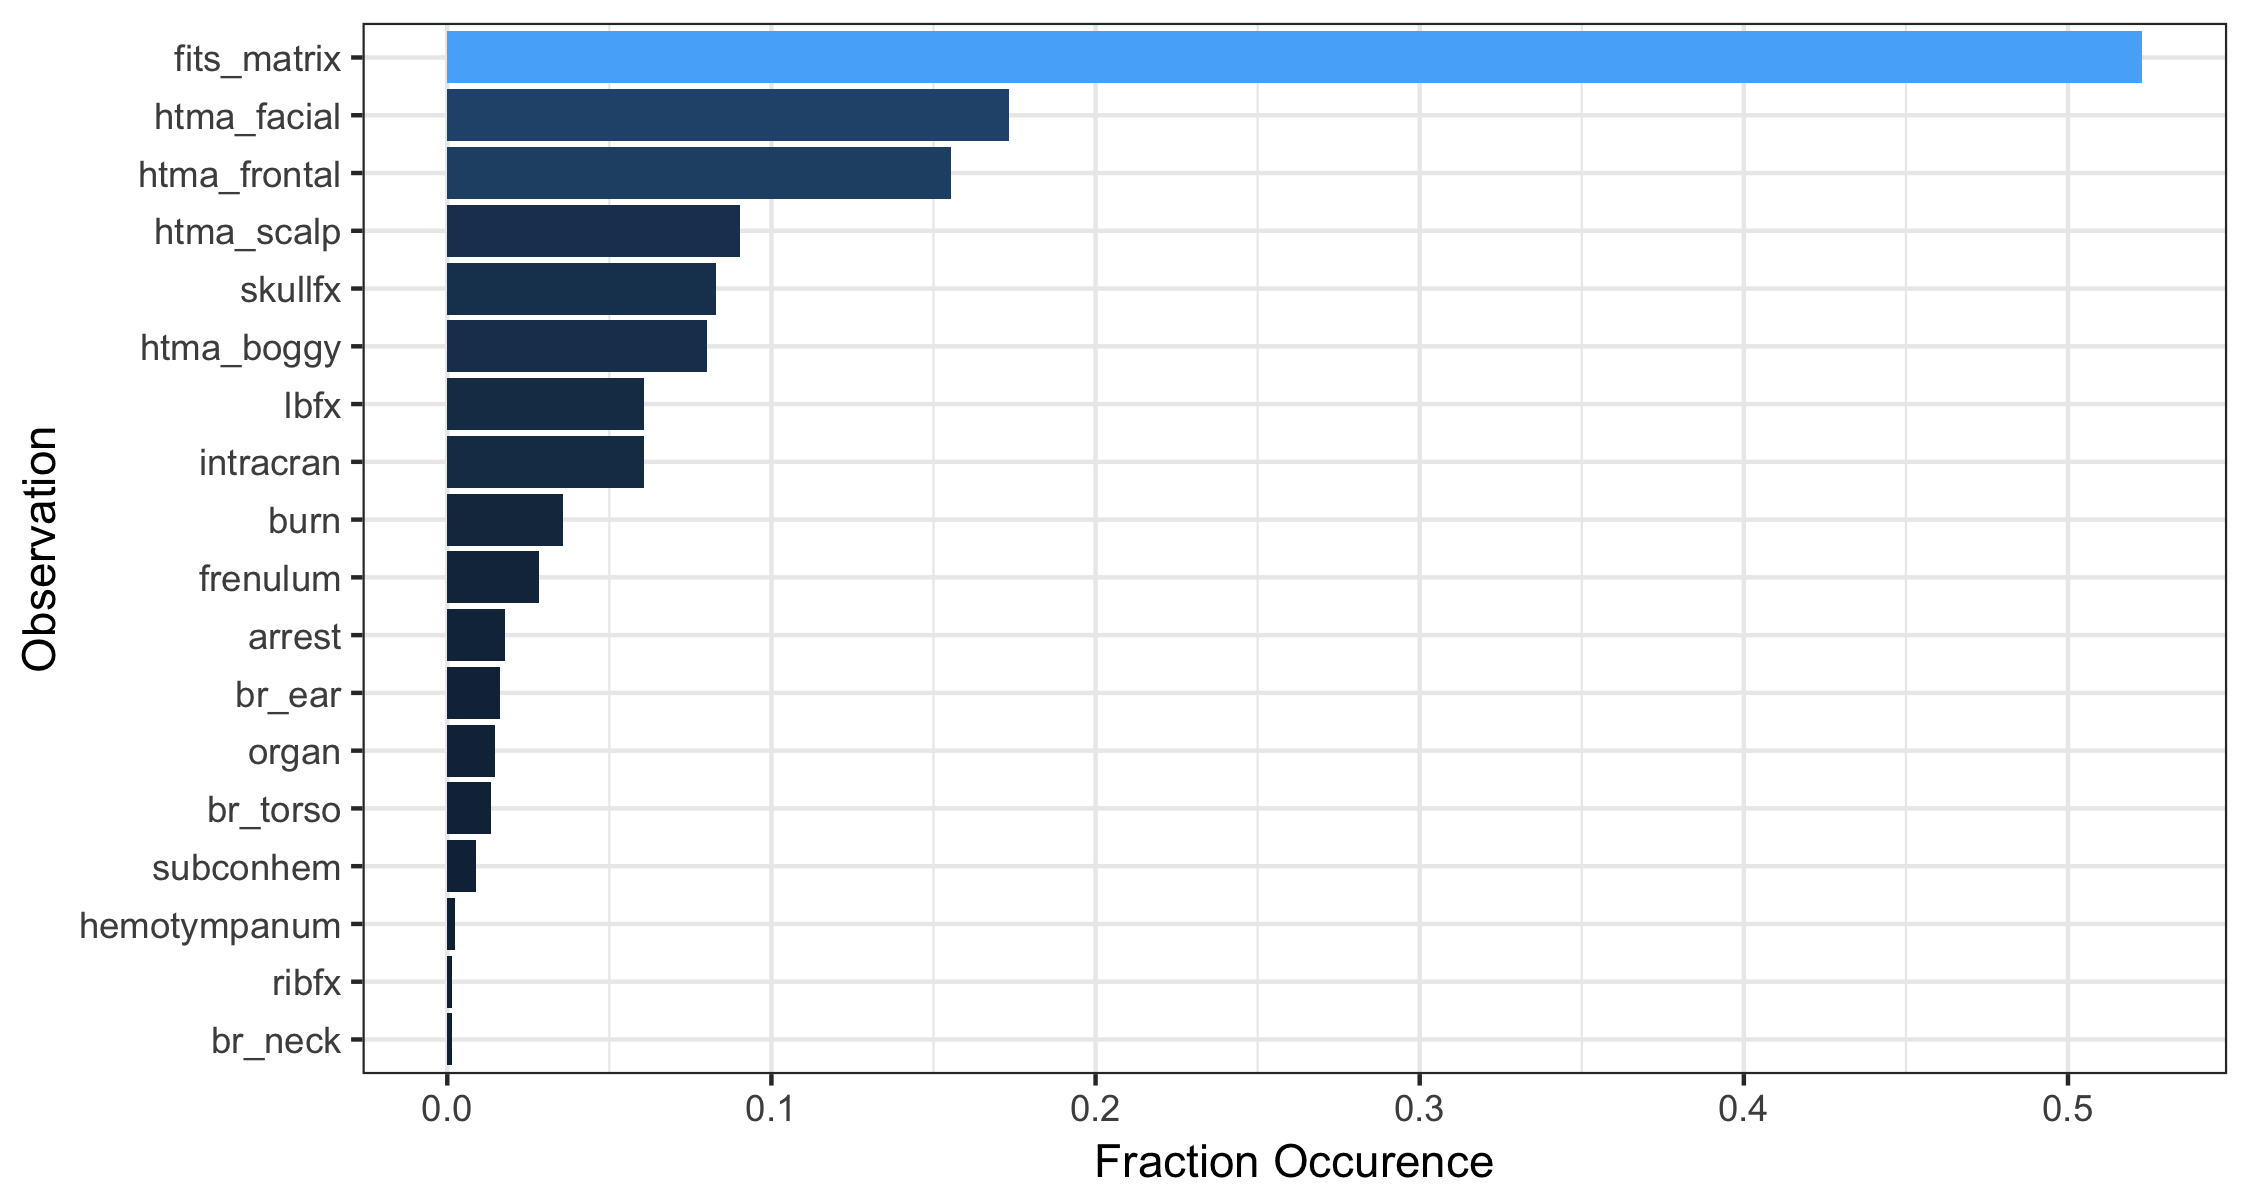 fits_matrix
htma_facial
htma_frontal
htma_scalp
skullfx
htma_boggy
lbfx
intracran
burn
frenulum
arrest
br_ear
organ
br_torso
subconhem
hemotympanum
ribfx
br_neck
Observation
0.0 0.1 0.2 0.3 0.4 0.5
Fraction Occurence